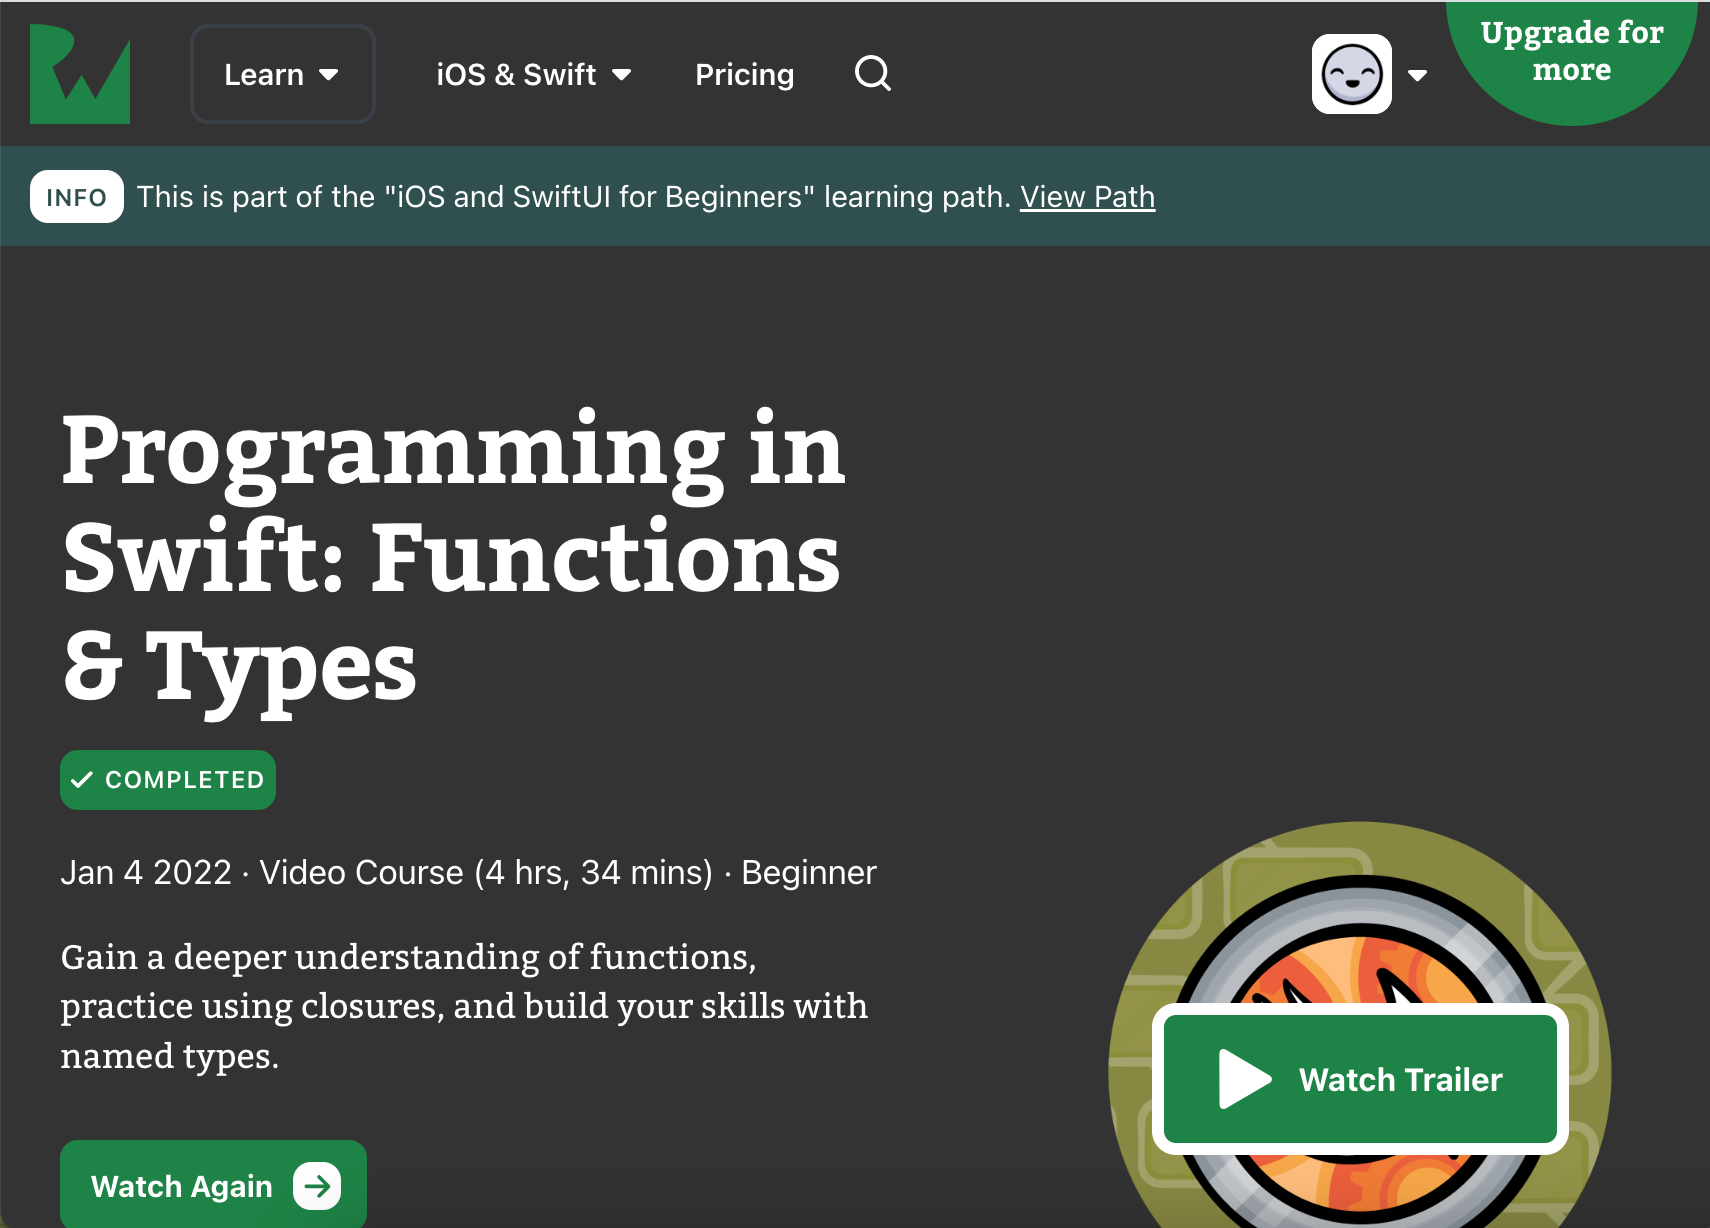 Learn
iOS & Swift
Pricing
Upgrade for
more
INFO This is part of the "iOS and SwiftUI for Beginners" learning path. View Path
Programming in
Swift: Functions
& Types
COMPLETED
Jan 4 2022 · Video Course (4 hrs, 34 mins) · Beginner
Gain a deeper understanding of functions,
practice using closures, and build your skills with
named types.
Watch Trailer
Watch Again